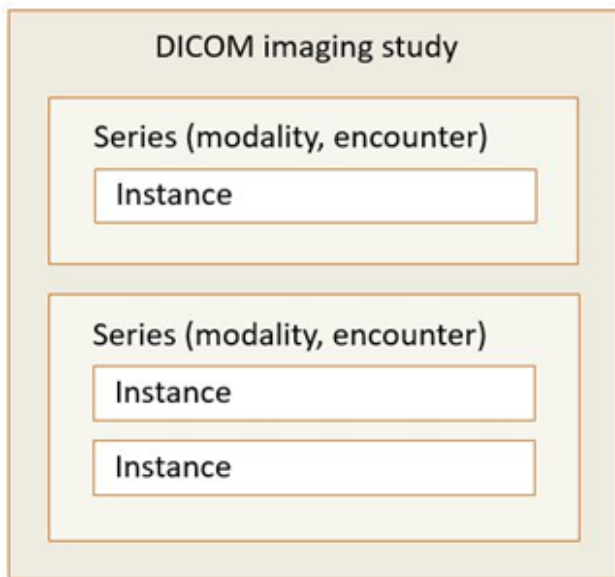 DICOM imaging study
Series (modality, encounter)
Instance
Series (modality, encounter)
Instance
Instance